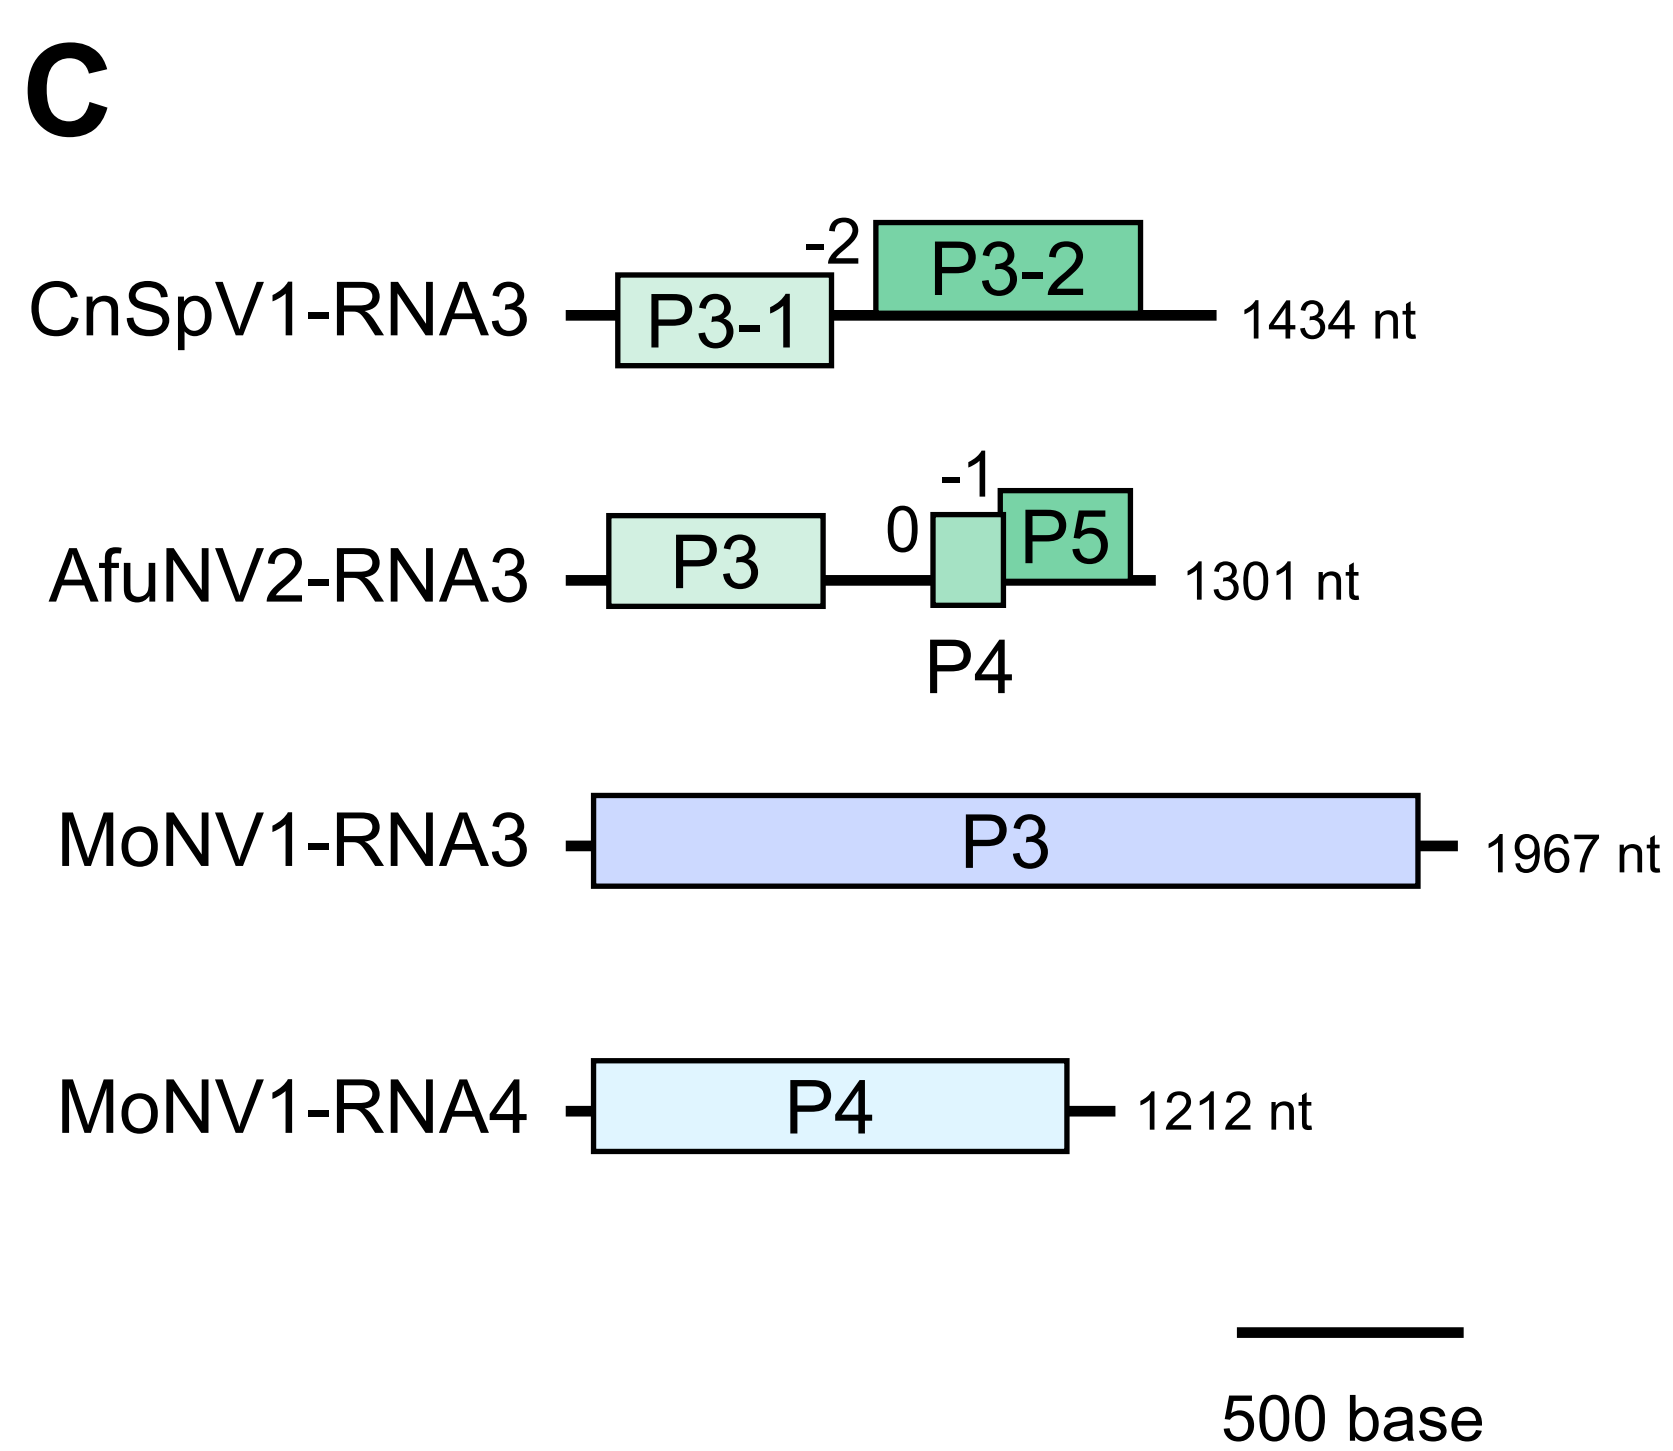 C
-2
P3-2
CnSpV1-RNA3
P3-1
1434 nt
-1
0
P5
AfuNV2-RNA3
P3
1301 nt
P4
MoNV1-RNA3
P3
1967 nt
MoNV1-RNA4
P4
1212 nt
500 base